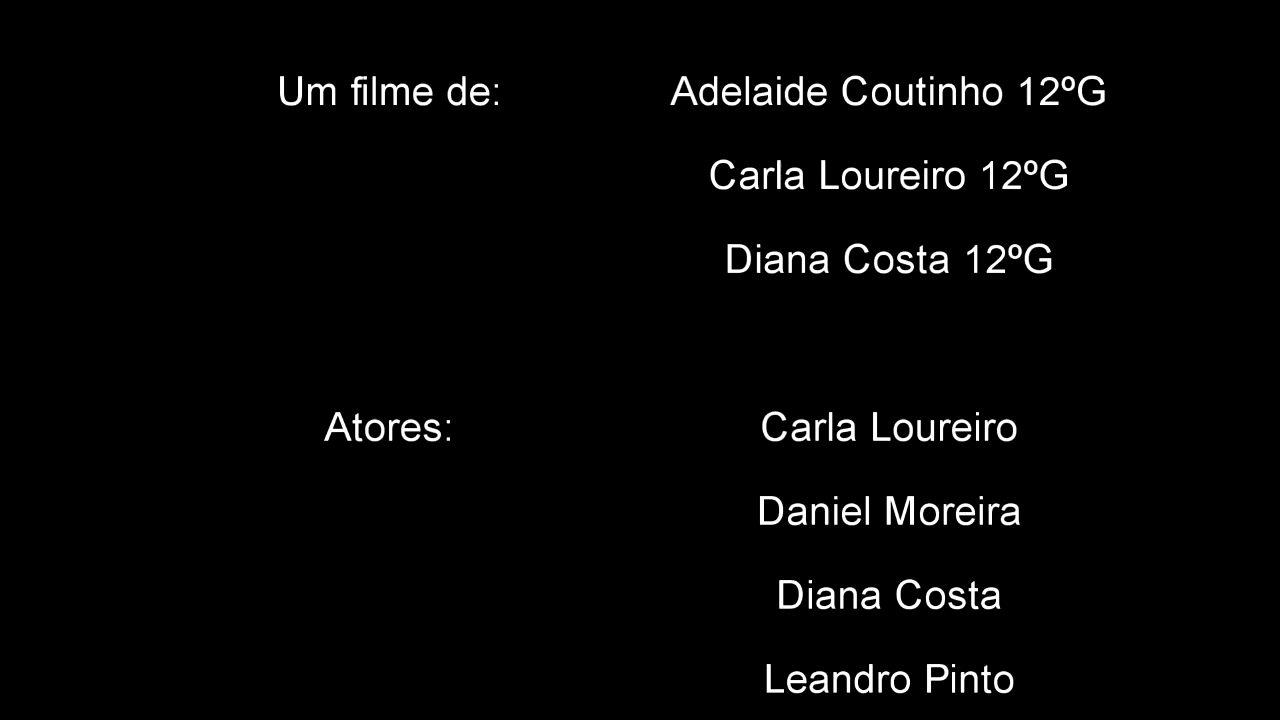 Um filme de: Adelaide Coutinho 12ºG
Carla Loureiro 12ºG
Diana Costa 12ºG
Atores: Carla Loureiro
Daniel Moreira
Diana Costa
Leandro Pinto